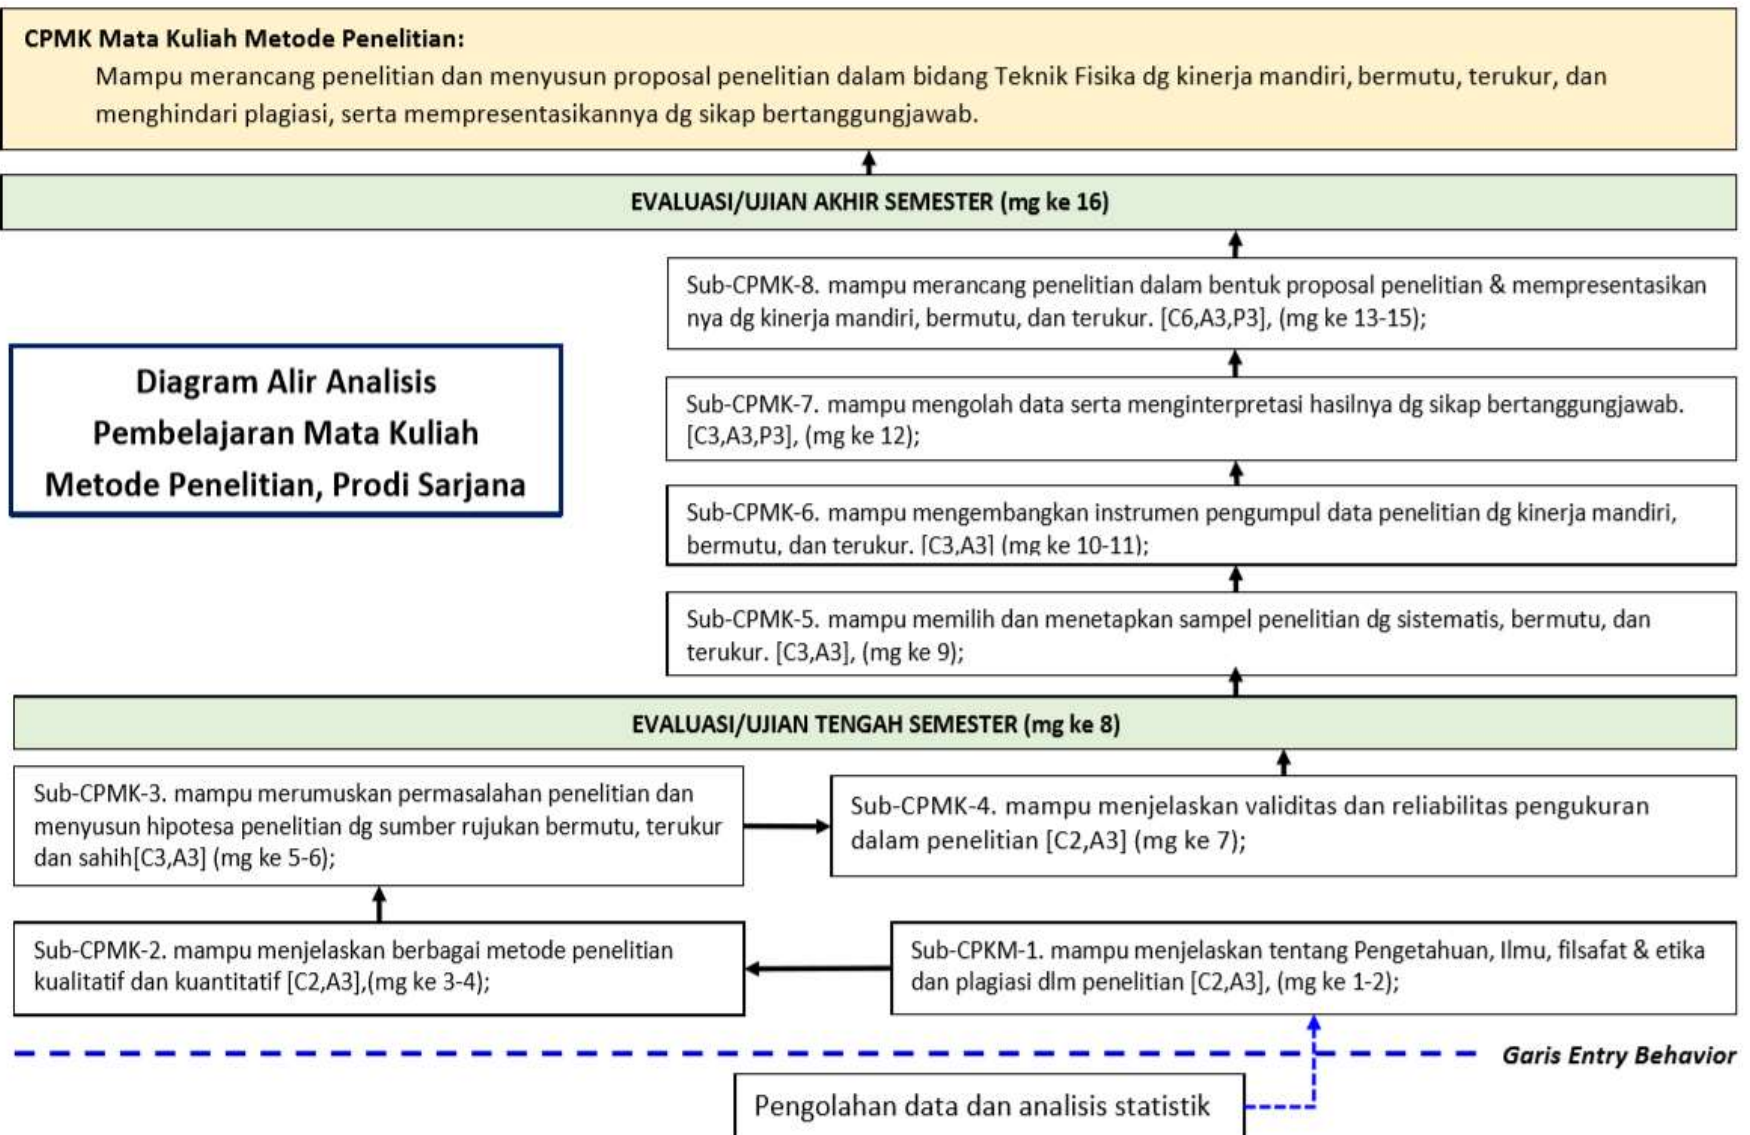 CPMK Mata Kuliah Metode Penelitian:
Mampu merancang penelitian dan menyusun proposal penelitian dalam bidang Teknik Fisika dg kinerja mandiri, bermutu, terukur, dan
menghindari plagiasi, serta mempresentasikannya dg sikap bertanggungjawab.
EVALUASI/UJIAN AKHIR SEMESTER (mg ke 16)
Sub-CPMK-8. mampu merancang penelitian dalam bentuk proposal penelitian & mempresentasikan
nya dg kinerja mandiri, bermutu, dan terukur. [C6,A3,P3], (mg ke 13-15);
Diagram Alir Analisis
Pembelajaran Mata Kuliah
Metode Penelitian, Prodi Sarjana
Sub-CPMK-7. mampu mengolah data serta menginterpretasi hasilnya dg sikap bertanggungjawab.
[C3,A3,P3], (mg ke 12);
Sub-CPMK-6. mampu mengembangkan instrumen pengumpul data penelitian dg kinerja mandiri,
bermutu, dan terukur. [C3,A3] (mg ke 10-11);
Sub-CPMK-5. mampu memilih dan menetapkan sampel penelitian dg sistematis, bermutu, dan
terukur. [C3,A3], (mg ke 9);
EVALUASI/UJIAN TENGAH SEMESTER (mg ke 8)
Sub-CPMK-3. mampu merumuskan permasalahan penelitian dan
menyusun hipotesa penelitian dg sumber rujukan bermutu, terukur
dan sahih[C3,A3] (mg ke 5-6);
Sub-CPMK-4. mampu menjelaskan validitas dan reliabilitas pengukuran
dalam penelitian [C2,A3] (mg ke 7);
Sub-CPMK-2. mampu menjelaskan berbagai metode penelitian
kualitatif dan kuantitatif [C2,A3],(mg ke 3-4);
Sub-CPKM-1. mampu menjelaskan tentang Pengetahuan, Ilmu, filsafat & etika
dan plagiasi dlm penelitian [C2,A3], (mg ke 1-2);
Garis Entry Behavior
Pengolahan data dan analisis statistik